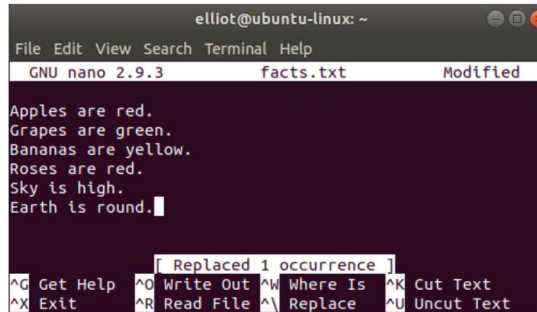 elliot@ubuntu-linux: ~
File Edit View Search Terminal Help
GNU nano 2.9.3 facts.txt Modified
Apples are red.
Grapes are green.
Bananas are yellow.
Roses are red.
Sky is high.
Earth is round.
[ Replaced 1 occurrence ]
^G Get Help ^O Write Out ^W Where Is ^K Cut Text
^X Exit ^R Read File ^\ Replace ^U Uncut Text